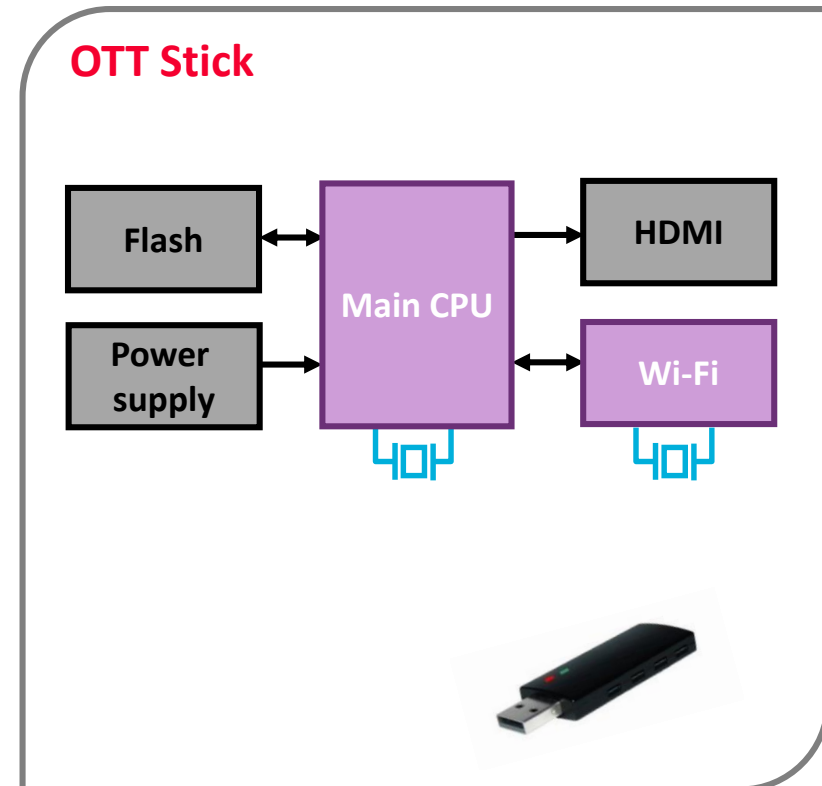 OTT Stick
Flash
Main CPU
HDMI
Power
supply
Wi-Fi